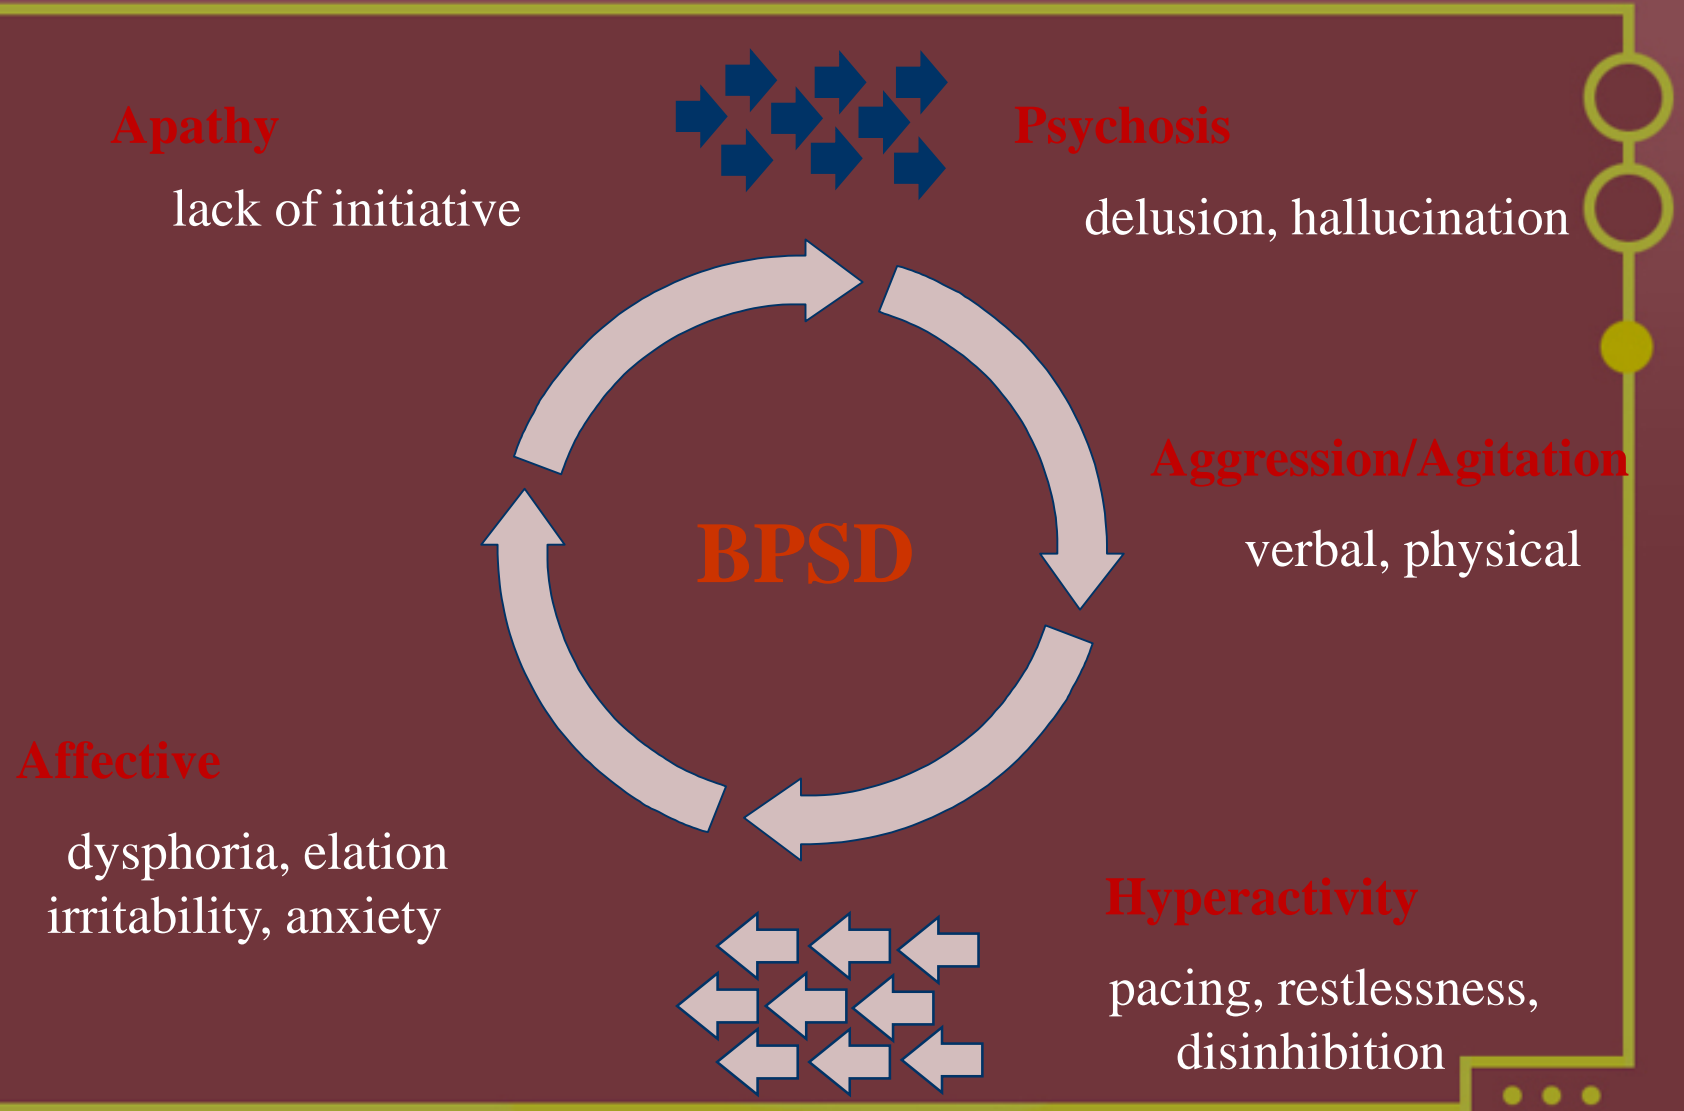 Apathy
lack of initiative
Psychosis
delusion, hallucination
Aggression/Agitation
verbal, physical
BPSD
Affective
dysphoria, elation
irritability, anxiety
Hyperactivity
pacing, restlessness,
disinhibition